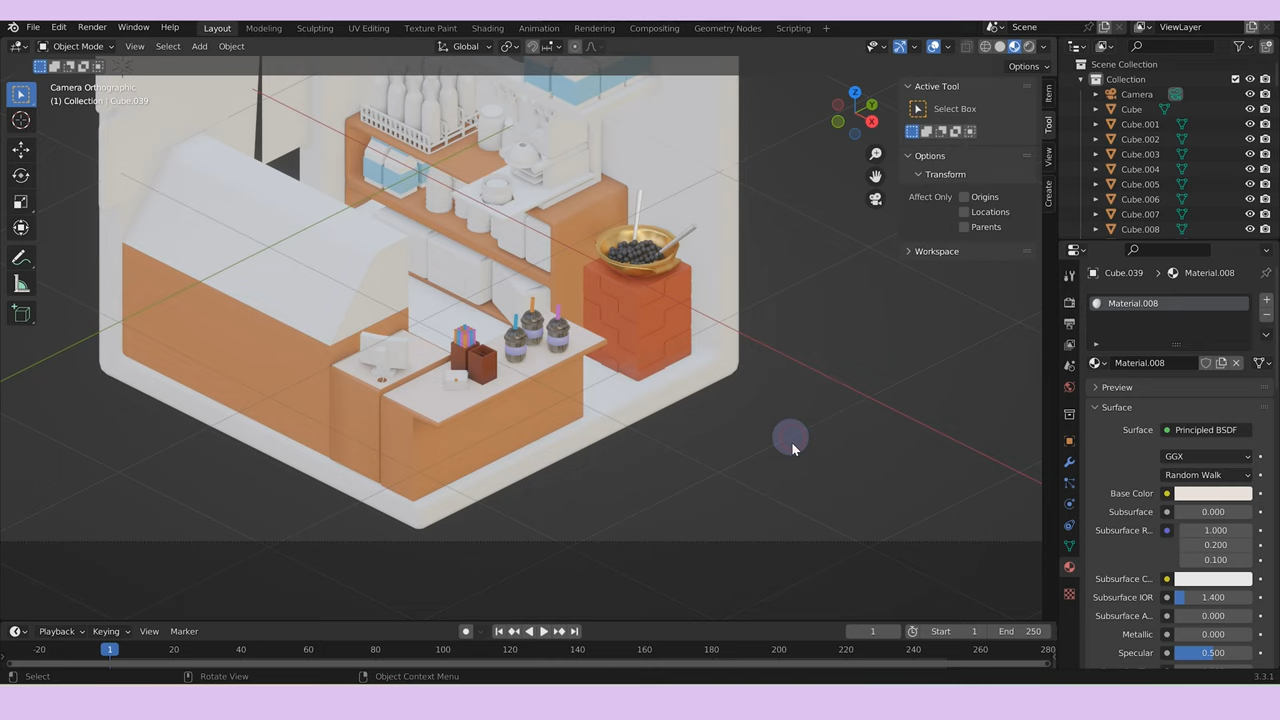 File Edit Render Window Help Layout Modeling Sculpting UV Editing Texture Paint Shading Animation Rendering Compositing Geometry Nodes Scripting + Scene ViewLayer
Object Mode View Select Add Object Global
Options
Camera Orthographic
(1) Collection | Cube.039
Z
Y
X
Active Tool
Select Box
Options
Transform
Affect Only Origins
Locations
Parents
Workspace
Item
Tool
View
Create
Scene Collection
Collection
Camera
Cube
Cube.001
Cube.002
Cube.003
Cube.004
Cube.005
Cube.006
Cube.007
Cube.008
Cube.039 > Material.008
Material.008
Material.008
Preview
Surface
Surface Principled BSDF
GGX
Random Walk
Base Color
Subsurface 0.000
Subsurface R... 1.000
0.200
0.100
Subsurface C...
Subsurface IOR 1.400
Subsurface A... 0.000
Metallic 0.000
Specular 0.500
Playback Keying View Marker 1 Start 1 End 250
-20 1 20 40 60 80 100 120 140 160 180 200 220 240 260 280
Select Rotate View Object Context Menu 3.3.1